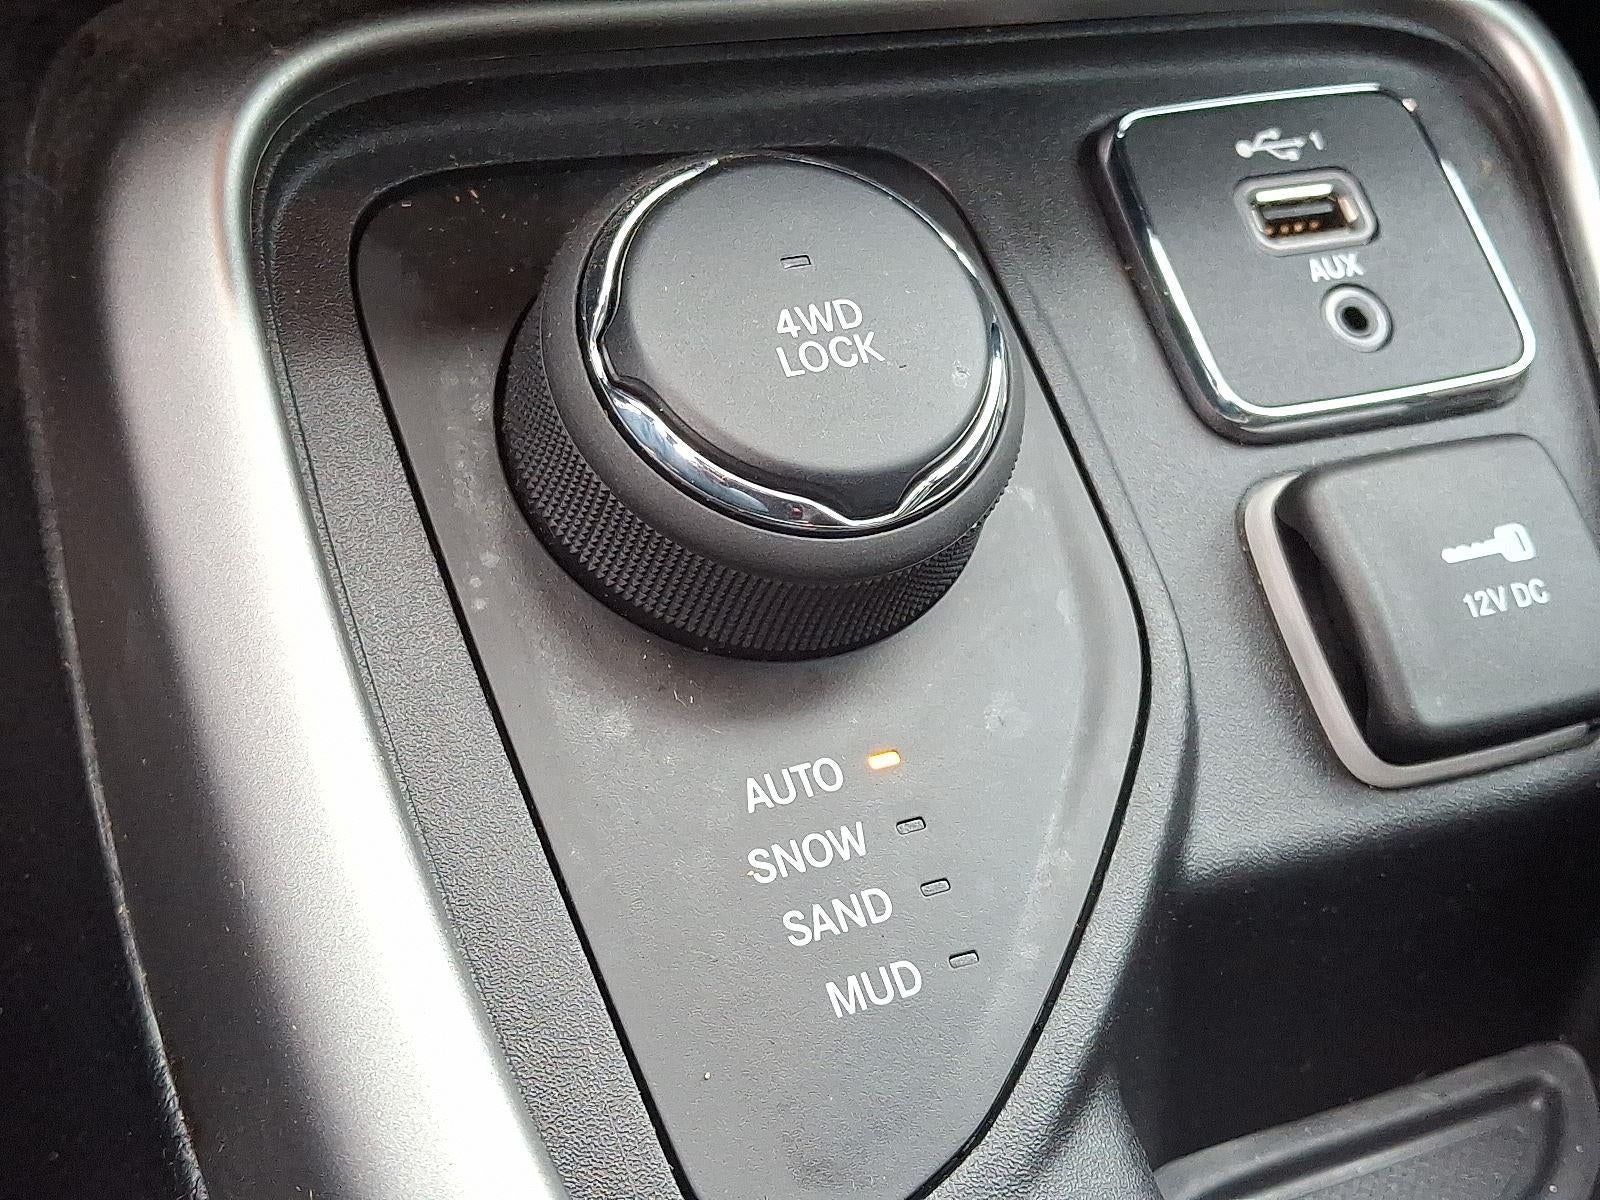 4WD
LOCK
1
AUX
12V DC
AUTO
SNOW
SAND
MUD